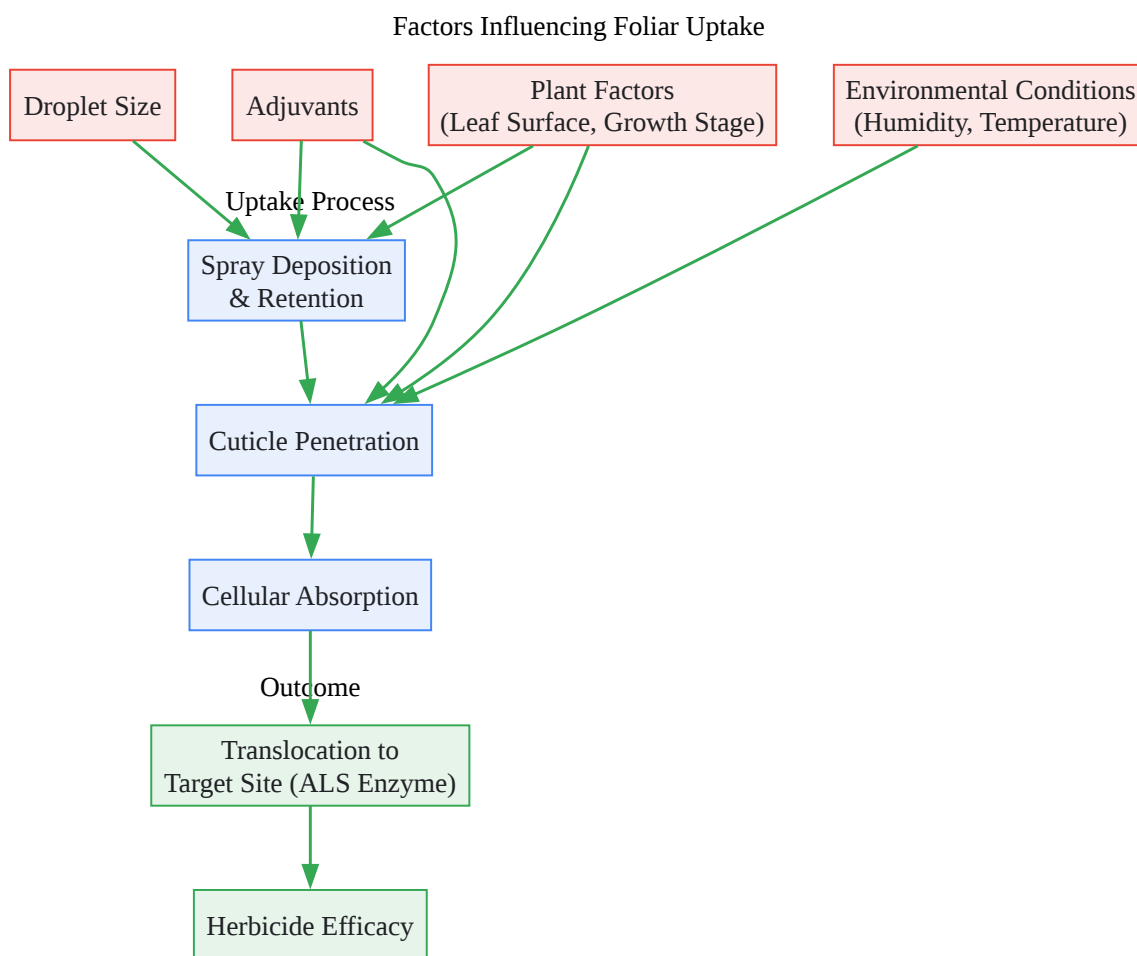 Factors Influencing Foliar Uptake
Droplet Size
Adjuvants
Plant Factors
(Leaf Surface, Growth Stage)
Environmental Conditions
(Humidity, Temperature)
Uptake Process
Spray Deposition
& Retention
Cuticle Penetration
Cellular Absorption
Outcome
Translocation to
Target Site (ALS Enzyme)
Herbicide Efficacy